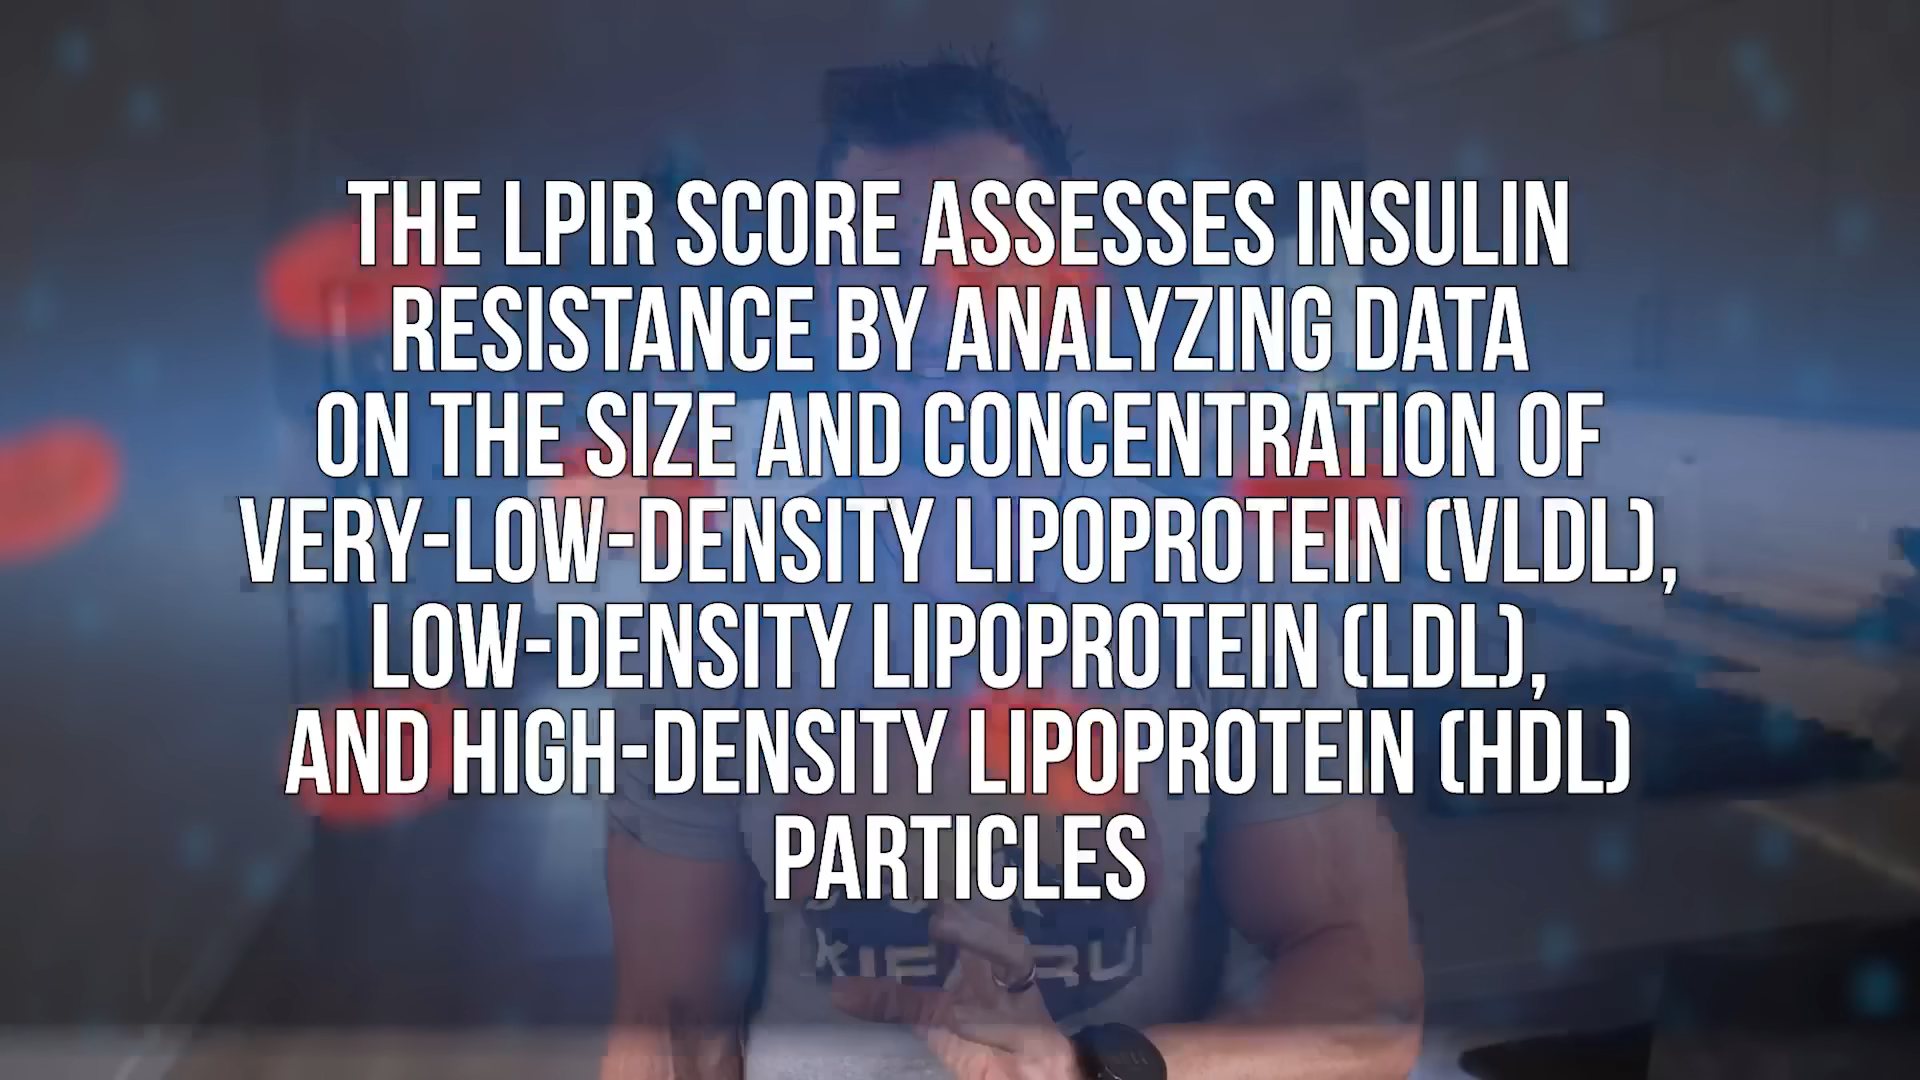 THE LPIR SCORE ASSESSES INSULIN
RESISTANCE BY ANALYZING DATA
ON THE SIZE AND CONCENTRATION OF
VERY-LOW-DENSITY LIPOPROTEIN (VLDL),
LOW-DENSITY LIPOPROTEIN (LDL),
AND HIGH-DENSITY LIPOPROTEIN (HDL)
PARTICLES